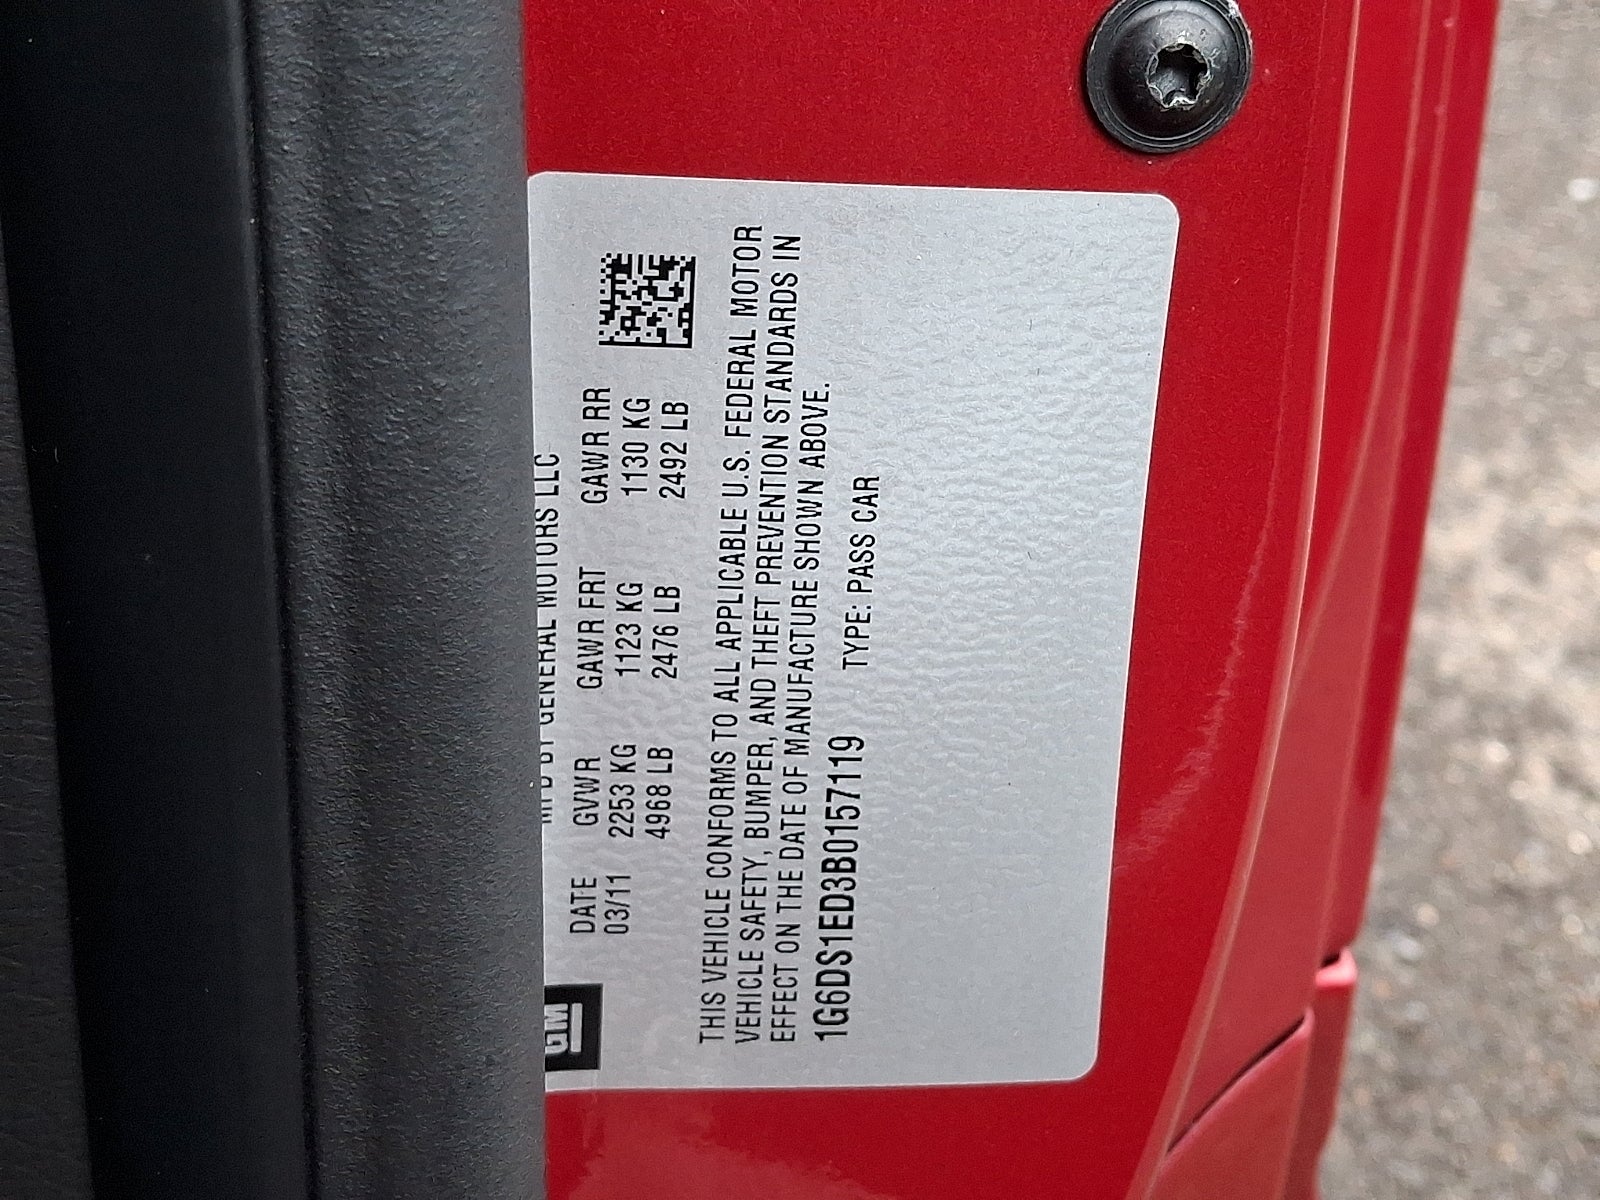 MFD BY GENERAL MOTORS LLC
GM
DATE GVWR GAWR FRT GAWR RR
03/11 2253 KG 1123 KG 1130 KG
4968 LB 2476 LB 2492 LB
THIS VEHICLE CONFORMS TO ALL APPLICABLE U.S. FEDERAL MOTOR
VEHICLE SAFETY, BUMPER, AND THEFT PREVENTION STANDARDS IN
EFFECT ON THE DATE OF MANUFACTURE SHOWN ABOVE.
1G6DS1ED3B0157119 TYPE: PASS CAR